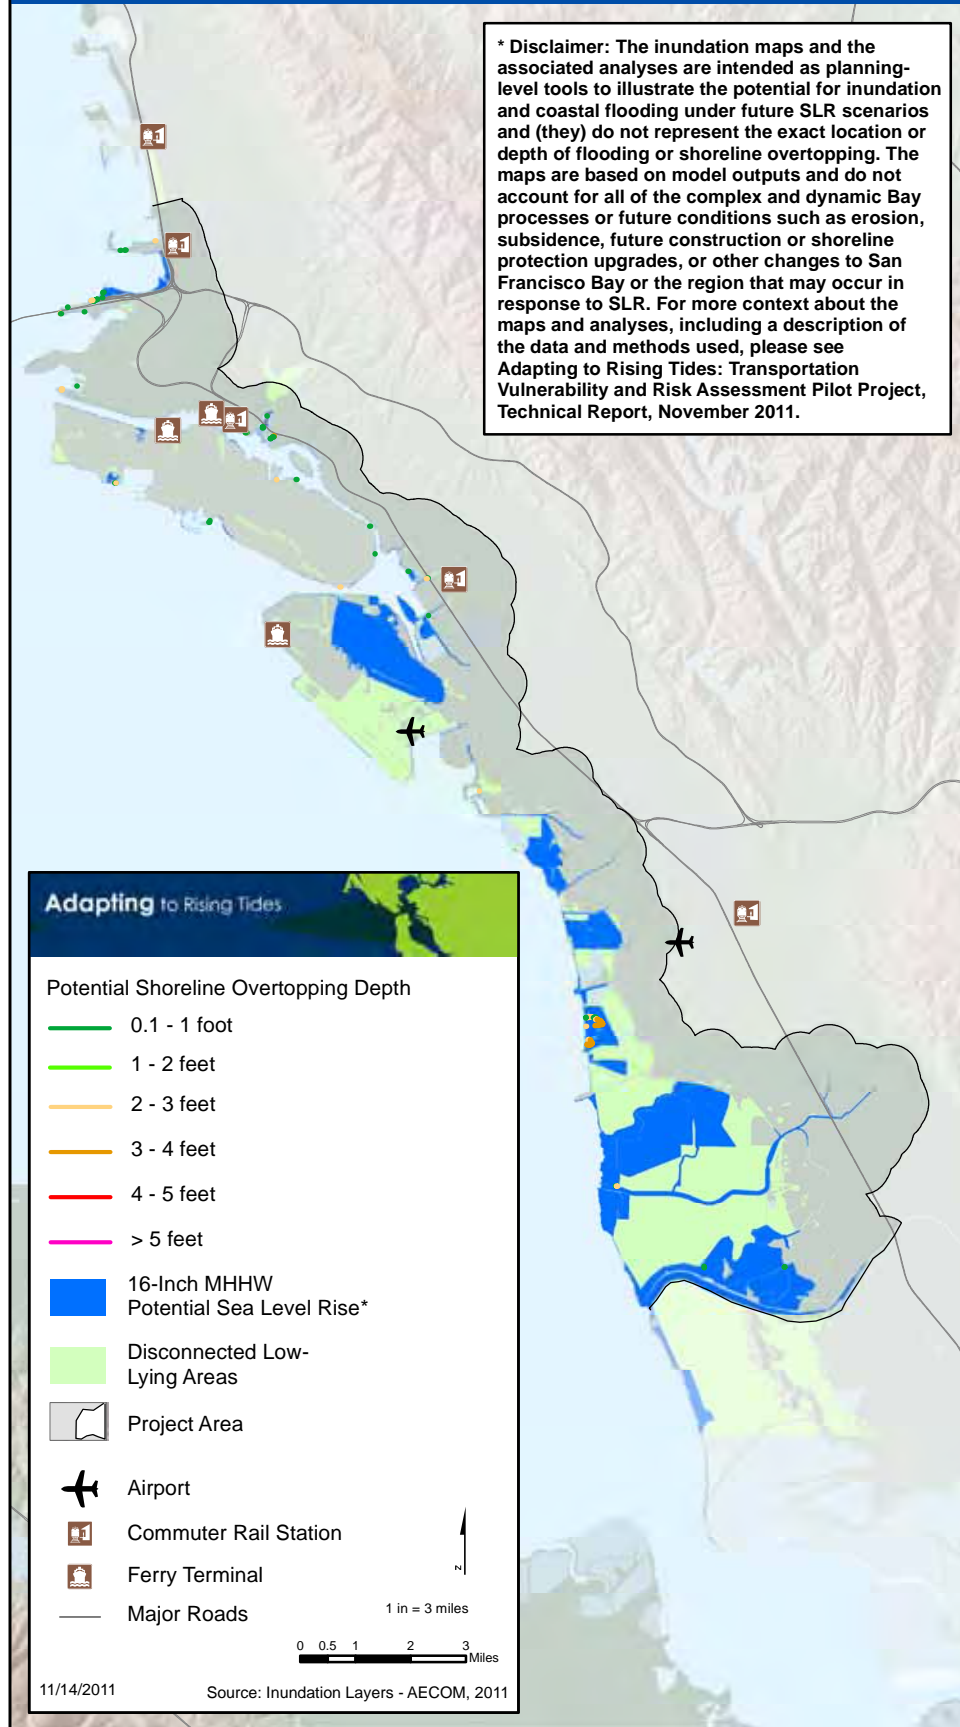 * Disclaimer: The inundation maps and the
associated analyses are intended as planning-
level tools to illustrate the potential for inundation
and coastal flooding under future SLR scenarios
and (they) do not represent the exact location or
depth of flooding or shoreline overtopping. The
maps are based on model outputs and do not
account for all of the complex and dynamic Bay
processes or future conditions such as erosion,
subsidence, future construction or shoreline
protection upgrades, or other changes to San
Francisco Bay or the region that may occur in
response to SLR. For more context about the
maps and analyses, including a description of
the data and methods used, please see
Adapting to Rising Tides: Transportation
Vulnerability and Risk Assessment Pilot Project,
Technical Report, November 2011.
Adapting to Rising Tides
Potential Shoreline Overtopping Depth
0.1 - 1 foot
1 - 2 feet
2 - 3 feet
3 - 4 feet
4 - 5 feet
> 5 feet
16-Inch MHHW
Potential Sea Level Rise*
Disconnected Low-
Lying Areas
Project Area
Airport
Commuter Rail Station
Ferry Terminal
Major Roads
N
1 in = 3 miles
0 0.5 1 2 3
Miles
11/14/2011 Source: Inundation Layers - AECOM, 2011